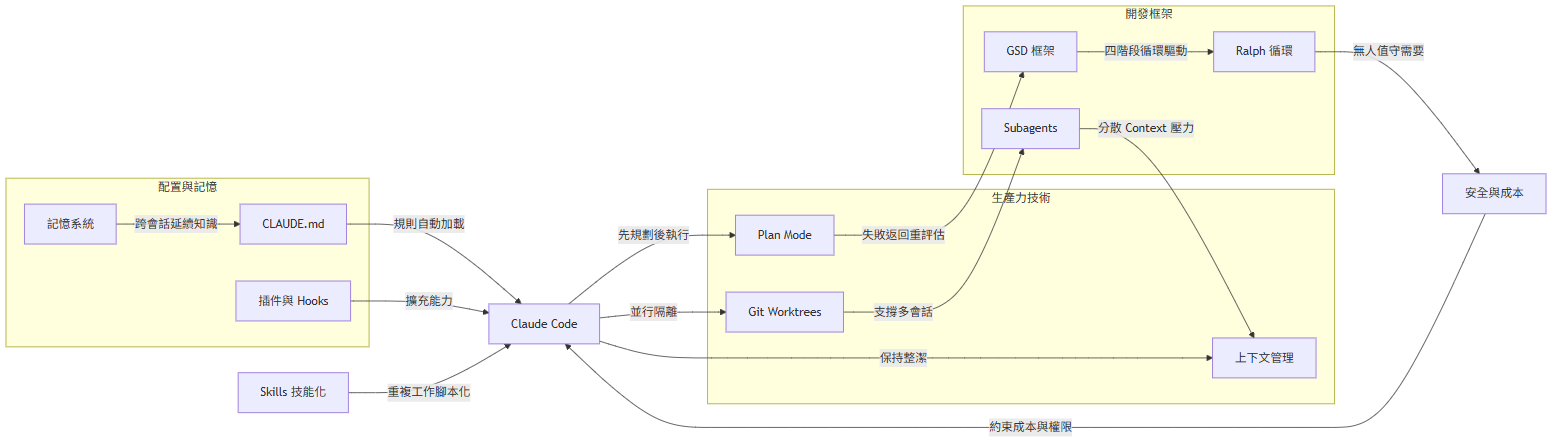 開發框架
GSD 框架
四階段循環驅動
Ralph 循環
無人值守需要
Subagents
分散 Context 壓力
配置與記憶
記憶系統
跨會話延續知識
CLAUDE.md
規則自動加載
插件與 Hooks
擴充能力
Skills 技能化
重複工作腳本化
Claude Code
生產力技術
先規劃後執行
Plan Mode
失敗返回重評估
並行隔離
Git Worktrees
支撐多會話
保持整潔
上下文管理
安全與成本
約束成本與權限